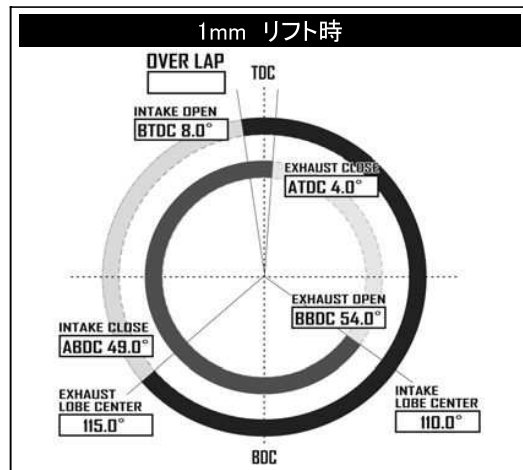 1mm リフト時
OVER LAP
TDC
INTAKE OPEN
BTDC 8.0°
EXHAUST CLOSE
ATDC 4.0°
EXHAUST OPEN
BBDC 54.0°
INTAKE CLOSE
ABDC 49.0°
EXHAUST
LOBE CENTER
115.0°
INTAKE
LOBE CENTER
110.0°
BDC